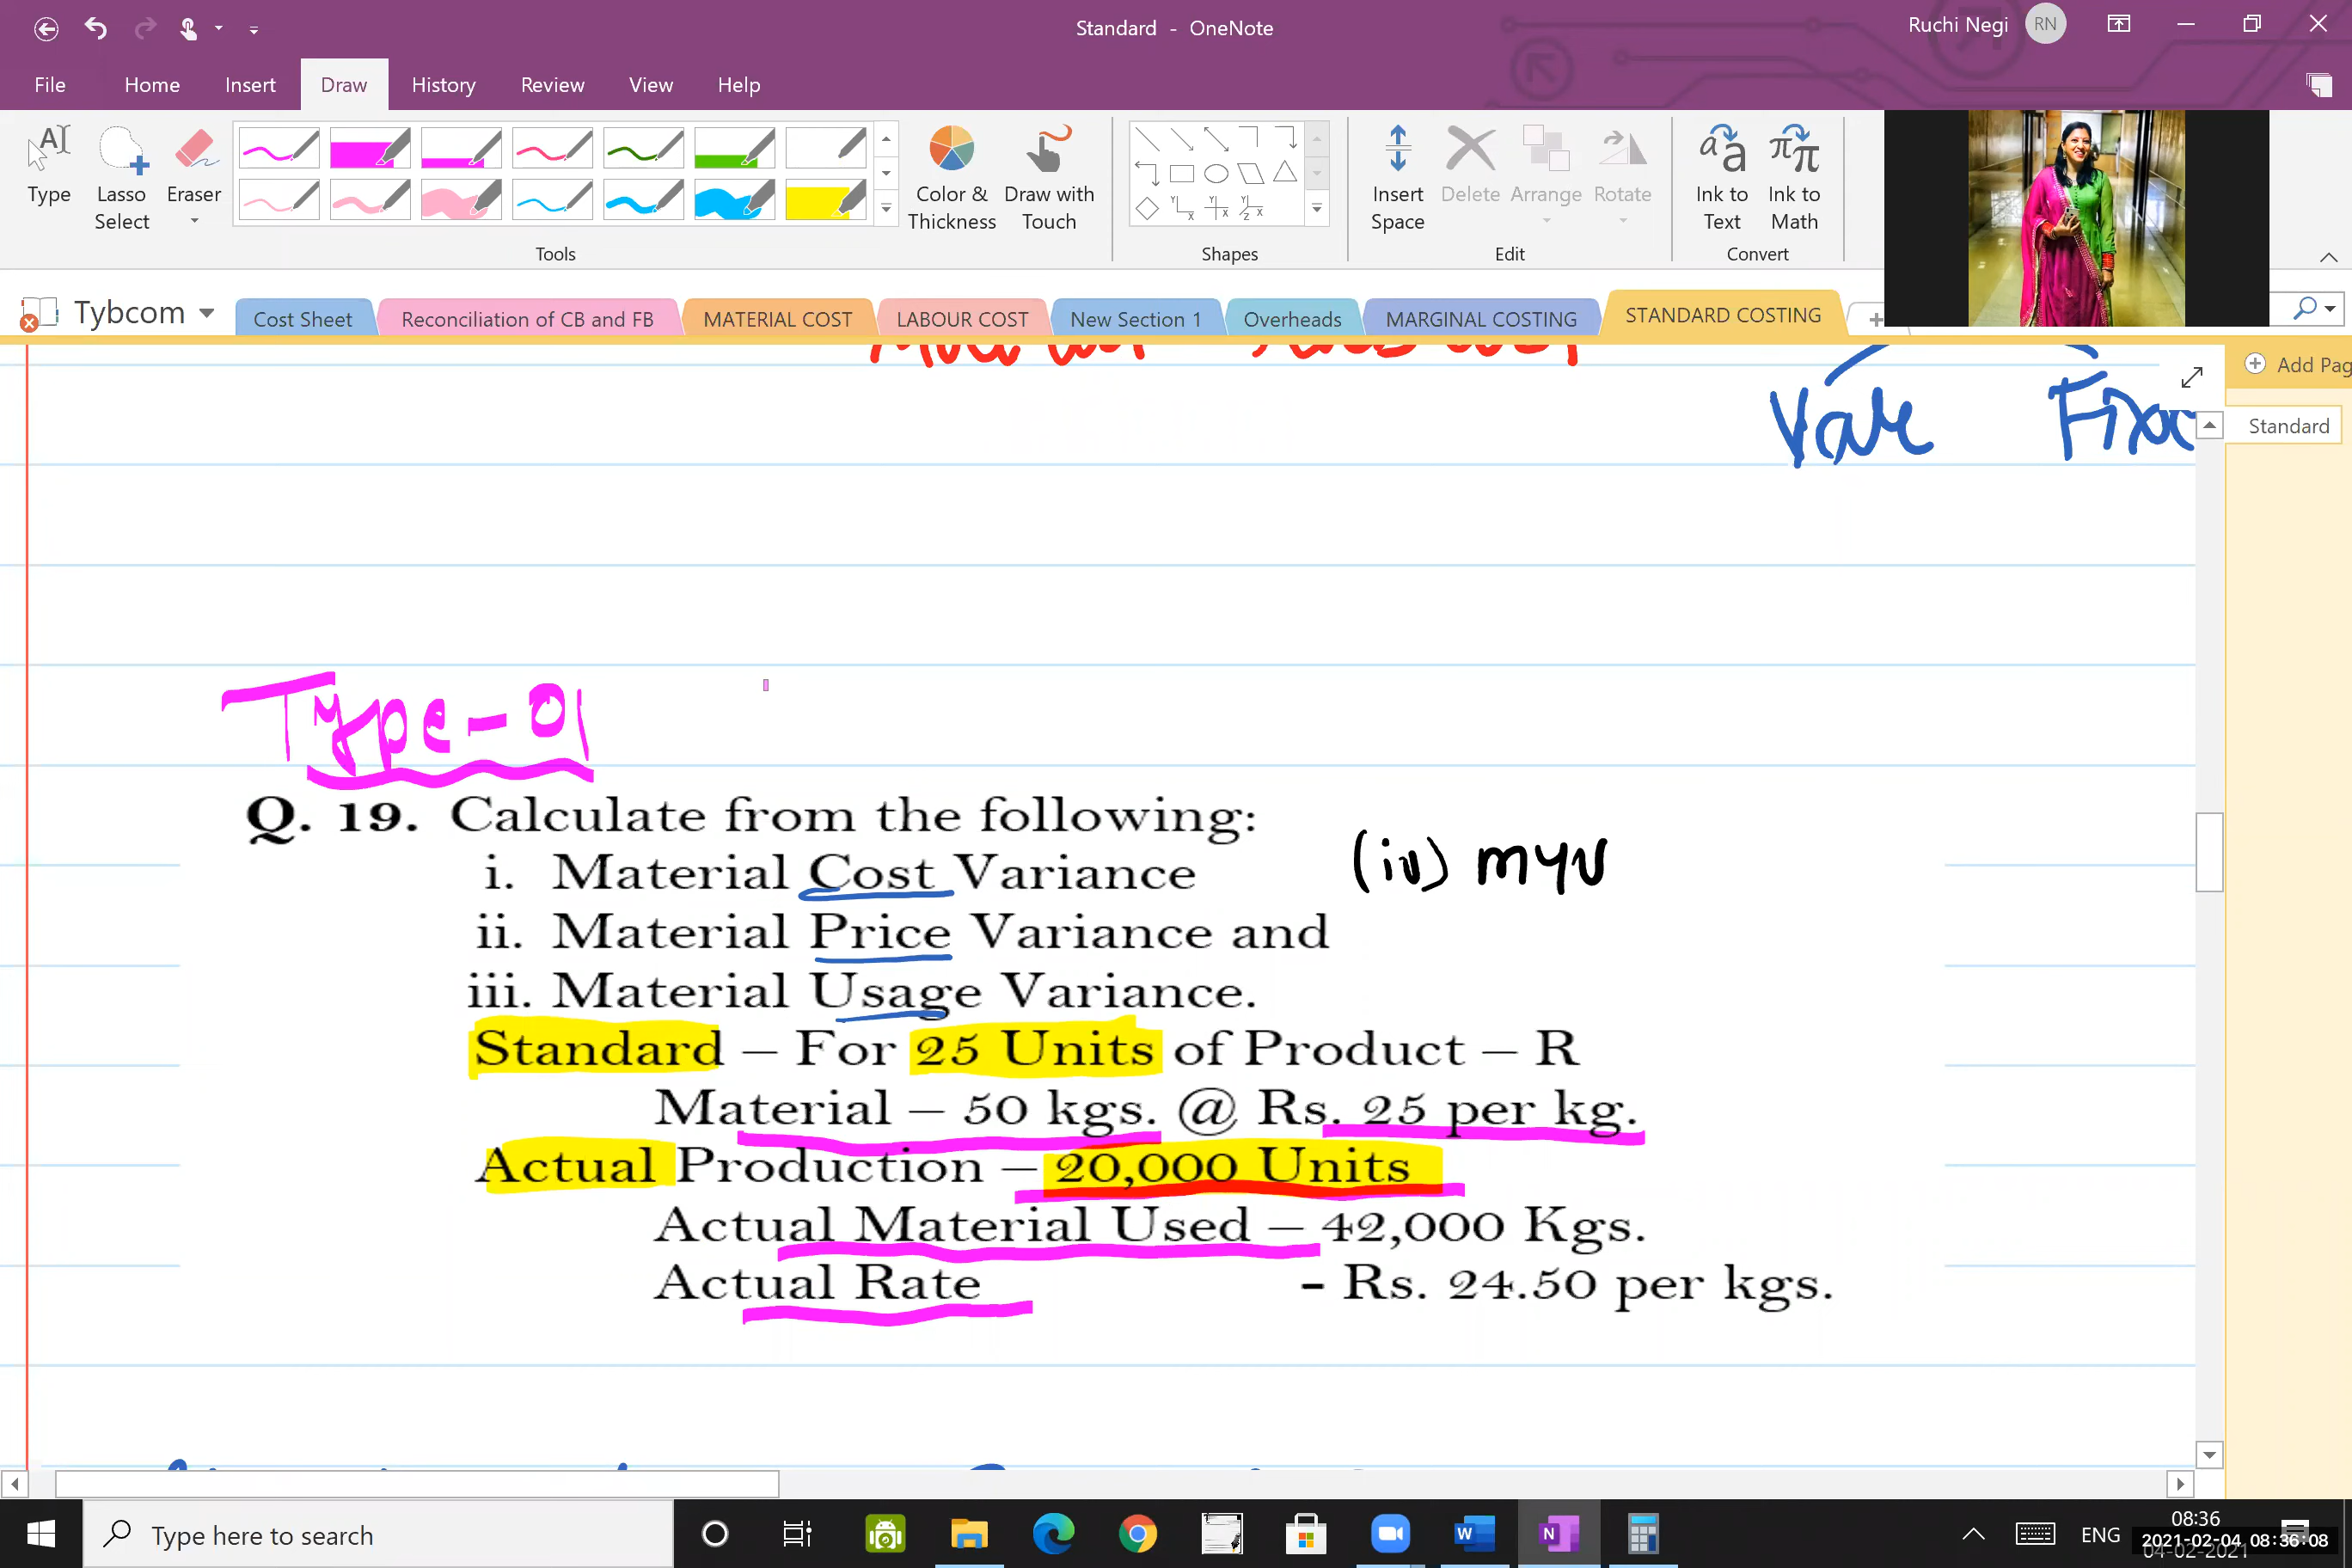 Standard - OneNote
Ruchi Negi RN
File Home Insert Draw History Review View Help
Type
Lasso Select
Eraser
Color & Thickness
Draw with Touch
Insert Space
Delete Arrange Rotate
Ink to Text
Ink to Math
Tools Shapes Edit Convert
Tybcom
Cost Sheet
Reconciliation of CB and FB
MATERIAL COST
LABOUR COST
New Section 1
Overheads
MARGINAL COSTING
STANDARD COSTING
Add Pag
Standard
Type-01
Q. 19. Calculate from the following:
i. Material Cost Variance
(iv) MYV
ii. Material Price Variance and
iii. Material Usage Variance.
Standard – For 25 Units of Product – R
Material – 50 kgs. @ Rs. 25 per kg.
Actual Production – 20,000 Units
Actual Material Used – 42,000 Kgs.
Actual Rate - Rs. 24.50 per kgs.
Type here to search
ENG
08:36
2021-02-04 08:36:08
04-02-2021